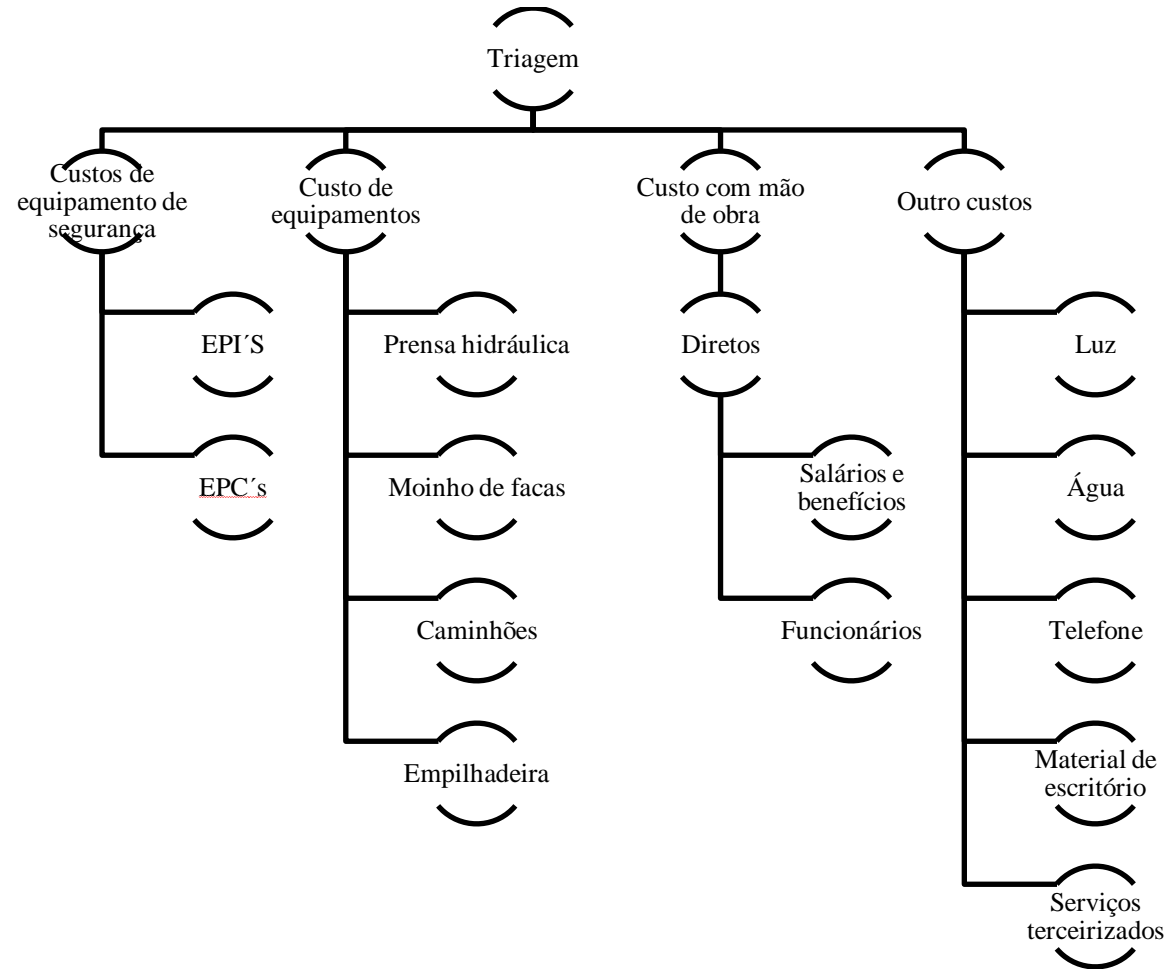 Triagem
Custos de
equipamento de
segurança
Custo de
equipamentos
Custo com mão
de obra
Outro custos
EPI´S
Prensa hidráulica
Diretos
Luz
EPC´s
Moinho de facas
Salários e
benefícios
Água
Caminhões
Funcionários
Telefone
Empilhadeira
Material de
escritório
Serviços
terceirizados